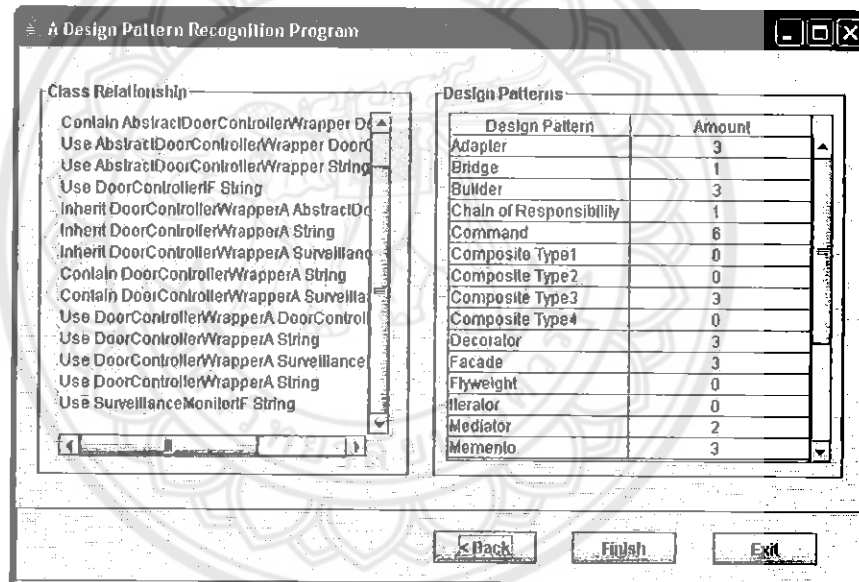 A Design Pattern Recognition Program
Class Relationship
Contain AbstractDoorControllerWrapper Do
Use AbstractDoorControllerWrapper DoorC
Use AbstractDoorControllerWrapper String
Use DoorControllerIF String
Inherit DoorControllerWrapperA AbstractDo
Inherit DoorControllerWrapperA String
Inherit DoorControllerWrapperA Surveillanc
Contain DoorControllerWrapperA String
Contain DoorControllerWrapperA Surveilla
Use DoorControllerWrapperA DoorControll
Use DoorControllerWrapperA String
Use DoorControllerWrapperA Surveillance
Use DoorControllerWrapperA String
Use SurveillanceMonitorIF String
Design Patterns
Design Pattern Amount
Adapter 3
Bridge 1
Builder 3
Chain of Responsibility 1
Command 6
Composite Type1 0
Composite Type2 0
Composite Type3 3
Composite Type4 0
Decorator 3
Facade 3
Flyweight 0
Iterator 0
Mediator 2
Memento 3
< Back Finish Exit